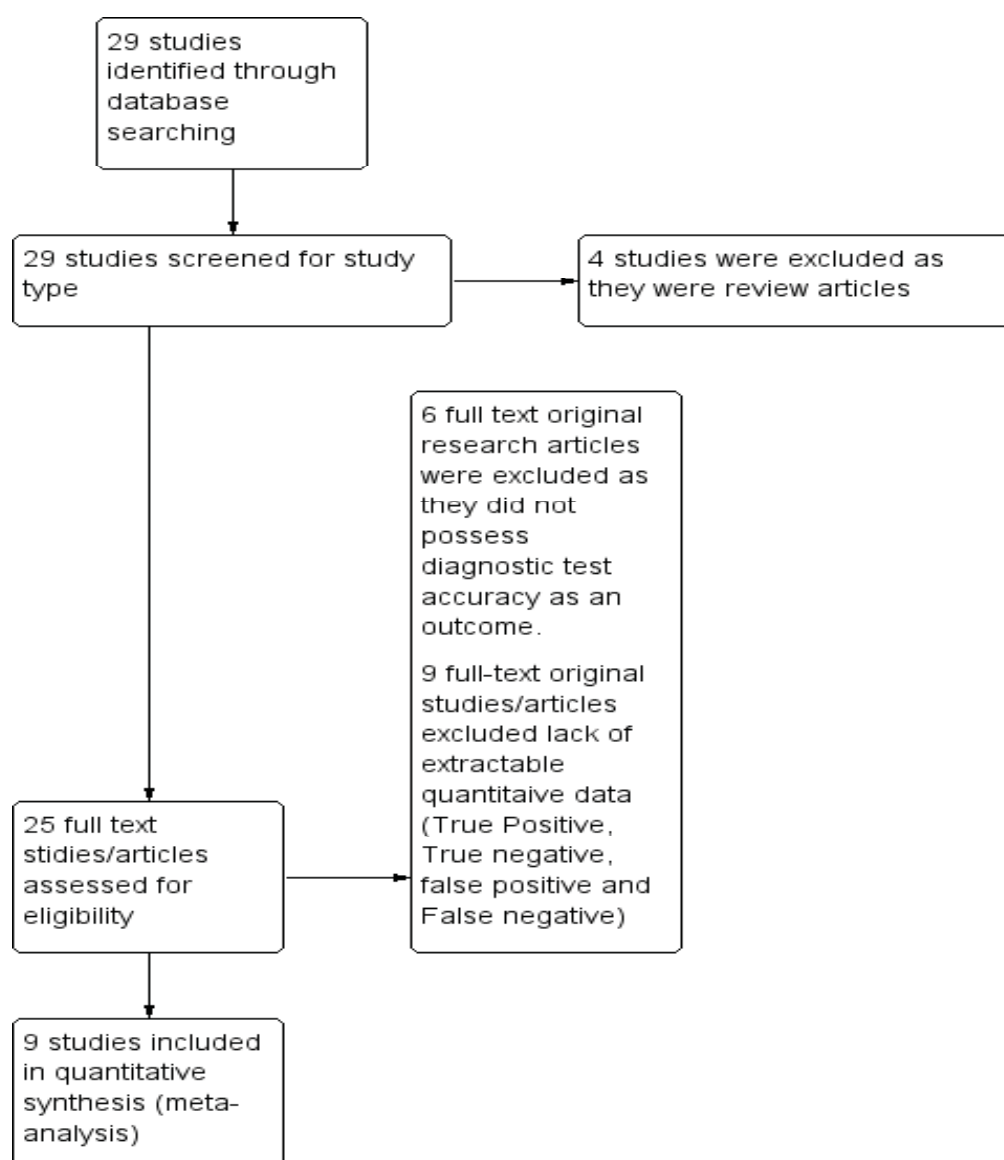 29 studies
identified through
database
searching
29 studies screened for study
type
4 studies were excluded as
they were review articles
6 full text original
research articles
were excluded as
they did not
possess
diagnostic test
accuracy as an
outcome.
9 full-text original
studies/articles
excluded lack of
extractable
quantitaive data
(True Positive,
True negative,
false positive and
False negative)
25 full text
stidies/articles
assessed for
eligibility
9 studies included
in quantitative
synthesis (meta-
analysis)